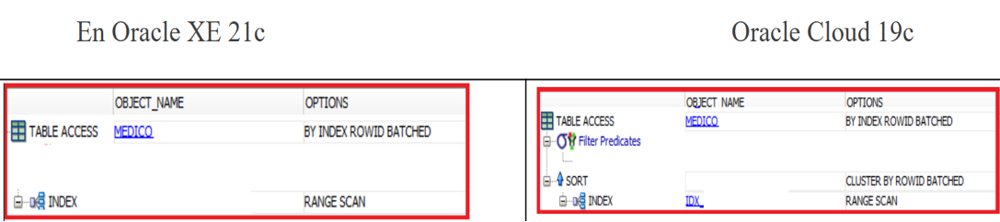 En Oracle XE 21c
Oracle Cloud 19c
OBJECT_NAME OPTIONS
TABLE ACCESS MEDICO BY INDEX ROWID BATCHED
INDEX RANGE SCAN
OBJECT_NAME OPTIONS
TABLE ACCESS MEDICO BY INDEX ROWID BATCHED
Filter Predicates
SORT CLUSTER BY ROWID BATCHED
INDEX IDX_ RANGE SCAN